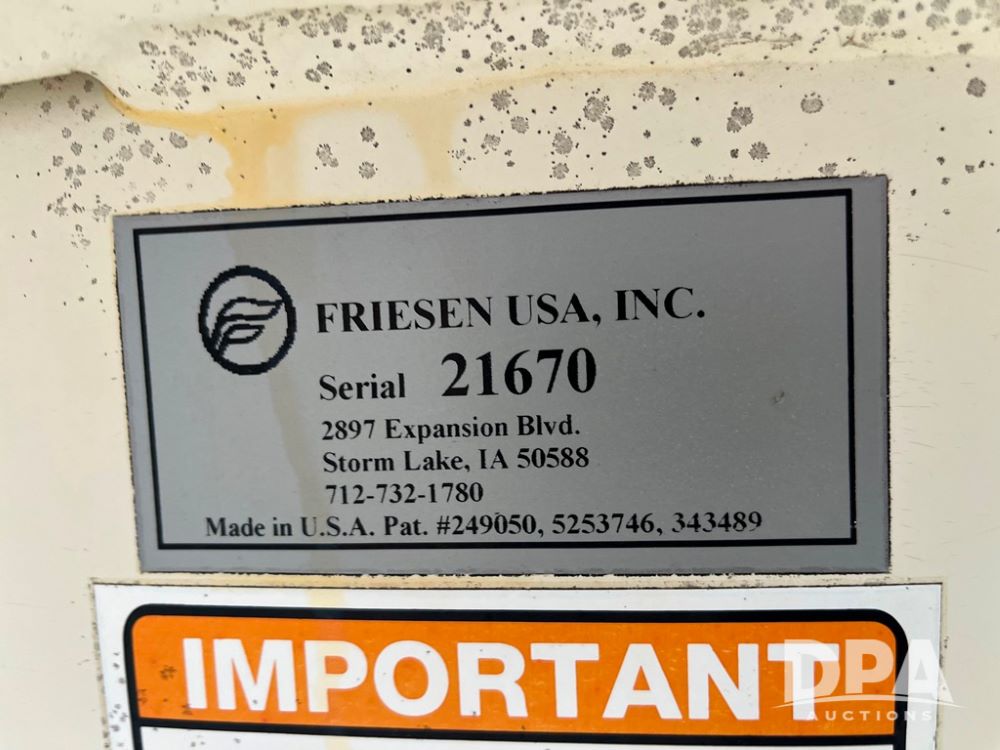 FRIESEN USA, INC.
Serial 21670
2897 Expansion Blvd.
Storm Lake, IA 50588
712-732-1780
Made in U.S.A. Pat. #249050, 5253746, 343489
IMPORTANT
DPA
AUCTIONS